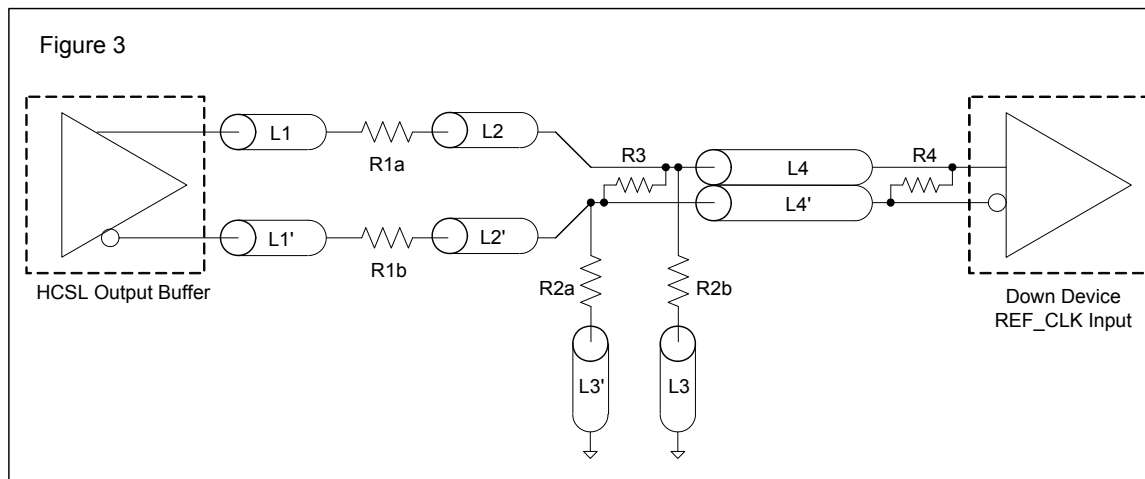 Figure 3
L1
R1a
L2
R3
L4
R4
L4'
L1'
R1b
L2'
HCSL Output Buffer
R2a
R2b
Down Device
REF_CLK Input
L3'
L3